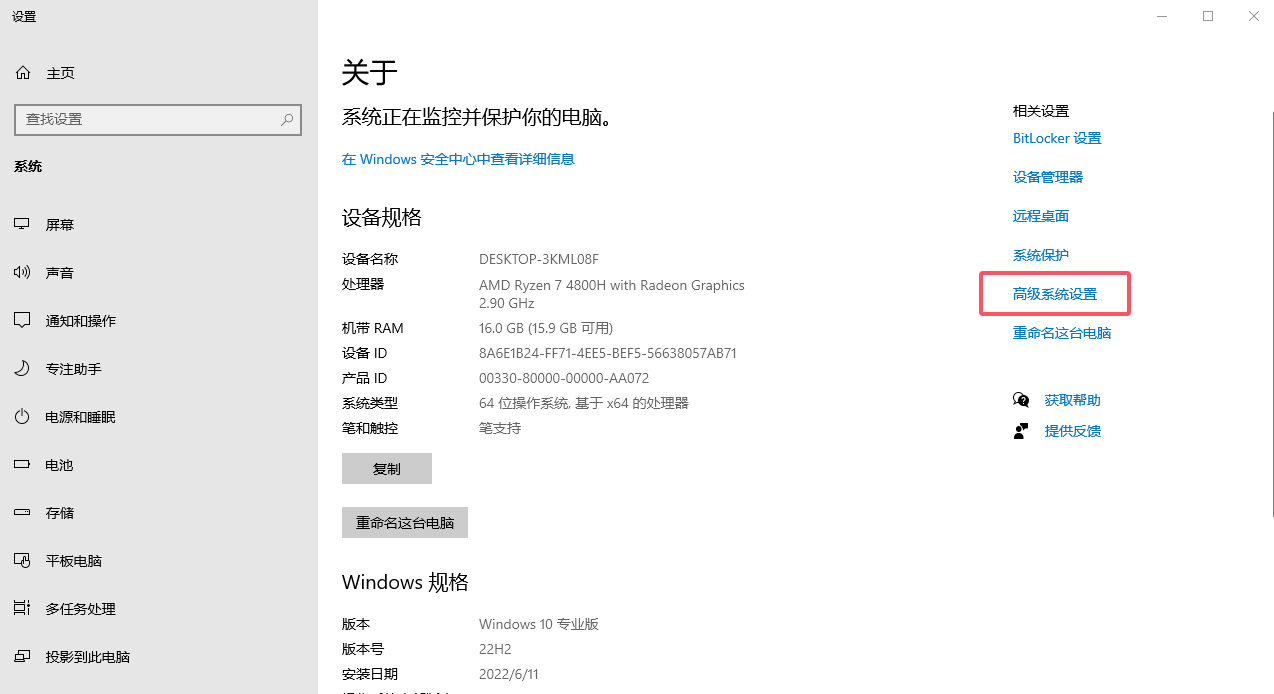 设置
主页
查找设置
系统
屏幕
声音
通知和操作
专注助手
电源和睡眠
电池
存储
平板电脑
多任务处理
投影到此电脑
关于
系统正在监控并保护你的电脑。
在 Windows 安全中心中查看详细信息
设备规格
设备名称 DESKTOP-3KML08F
处理器 AMD Ryzen 7 4800H with Radeon Graphics
2.90 GHz
机带 RAM 16.0 GB (15.9 GB 可用)
设备 ID 8A6E1B24-FF71-4EE5-BEF5-56638057AB71
产品 ID 00330-80000-00000-AA072
系统类型 64 位操作系统, 基于 x64 的处理器
笔和触控 笔支持
复制
重命名这台电脑
Windows 规格
版本 Windows 10 专业版
版本号 22H2
安装日期 2022/6/11
相关设置
BitLocker 设置
设备管理器
远程桌面
系统保护
高级系统设置
重命名这台电脑
获取帮助
提供反馈